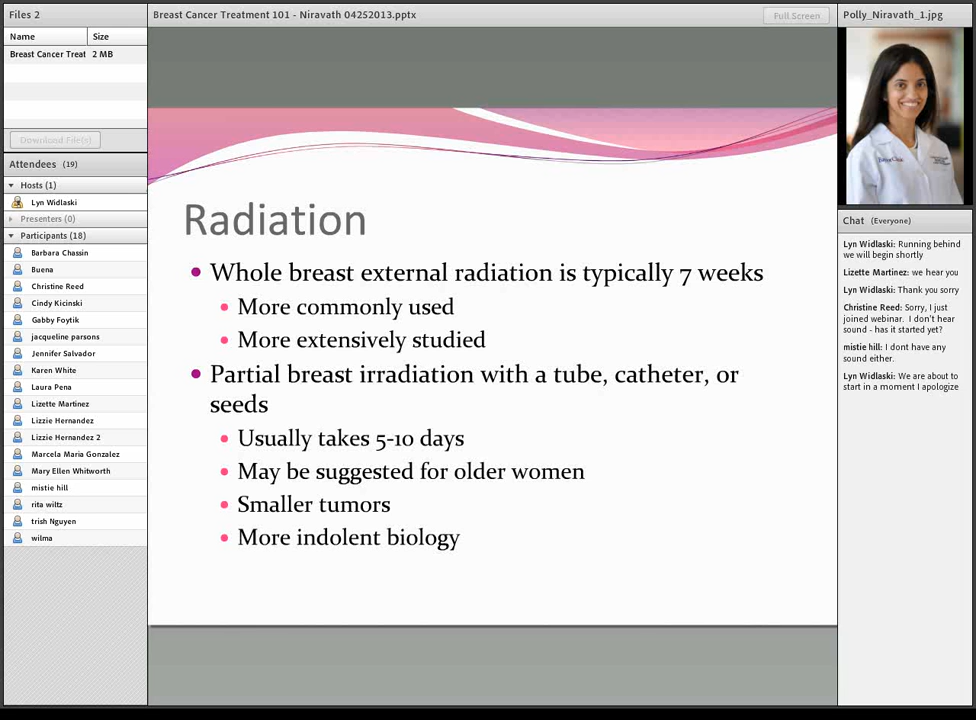 Files 2
Name Size
Breast Cancer Treat 2 MB
Download File(s)
Attendees (19)
Hosts (1)
Lyn Widlaski
Presenters (0)
Participants (18)
Barbara Chassin
Buena
Christine Reed
Cindy Kicinski
Gabby Foytik
jacqueline parsons
Jennifer Salvador
Karen White
Laura Pena
Lizette Martinez
Lizzie Hernandez
Lizzie Hernandez 2
Marcela Maria Gonzalez
Mary Ellen Whitworth
mistie hill
rita wiltz
trish Nguyen
wilma
Breast Cancer Treatment 101 - Niravath 04252013.pptx
Full Screen
Radiation
Whole breast external radiation is typically 7 weeks
More commonly used
More extensively studied
Partial breast irradiation with a tube, catheter, or
seeds
Usually takes 5-10 days
May be suggested for older women
Smaller tumors
More indolent biology
Polly_Niravath_1.jpg
Chat (Everyone)
Lyn Widlaski: Running behind
we will begin shortly
Lizette Martinez: we hear you
Lyn Widlaski: Thank you sorry
Christine Reed: Sorry, I just
joined webinar. I don't hear
sound - has it started yet?
mistie hill: I dont have any
sound either.
Lyn Widlaski: We are about to
start in a moment I apologize